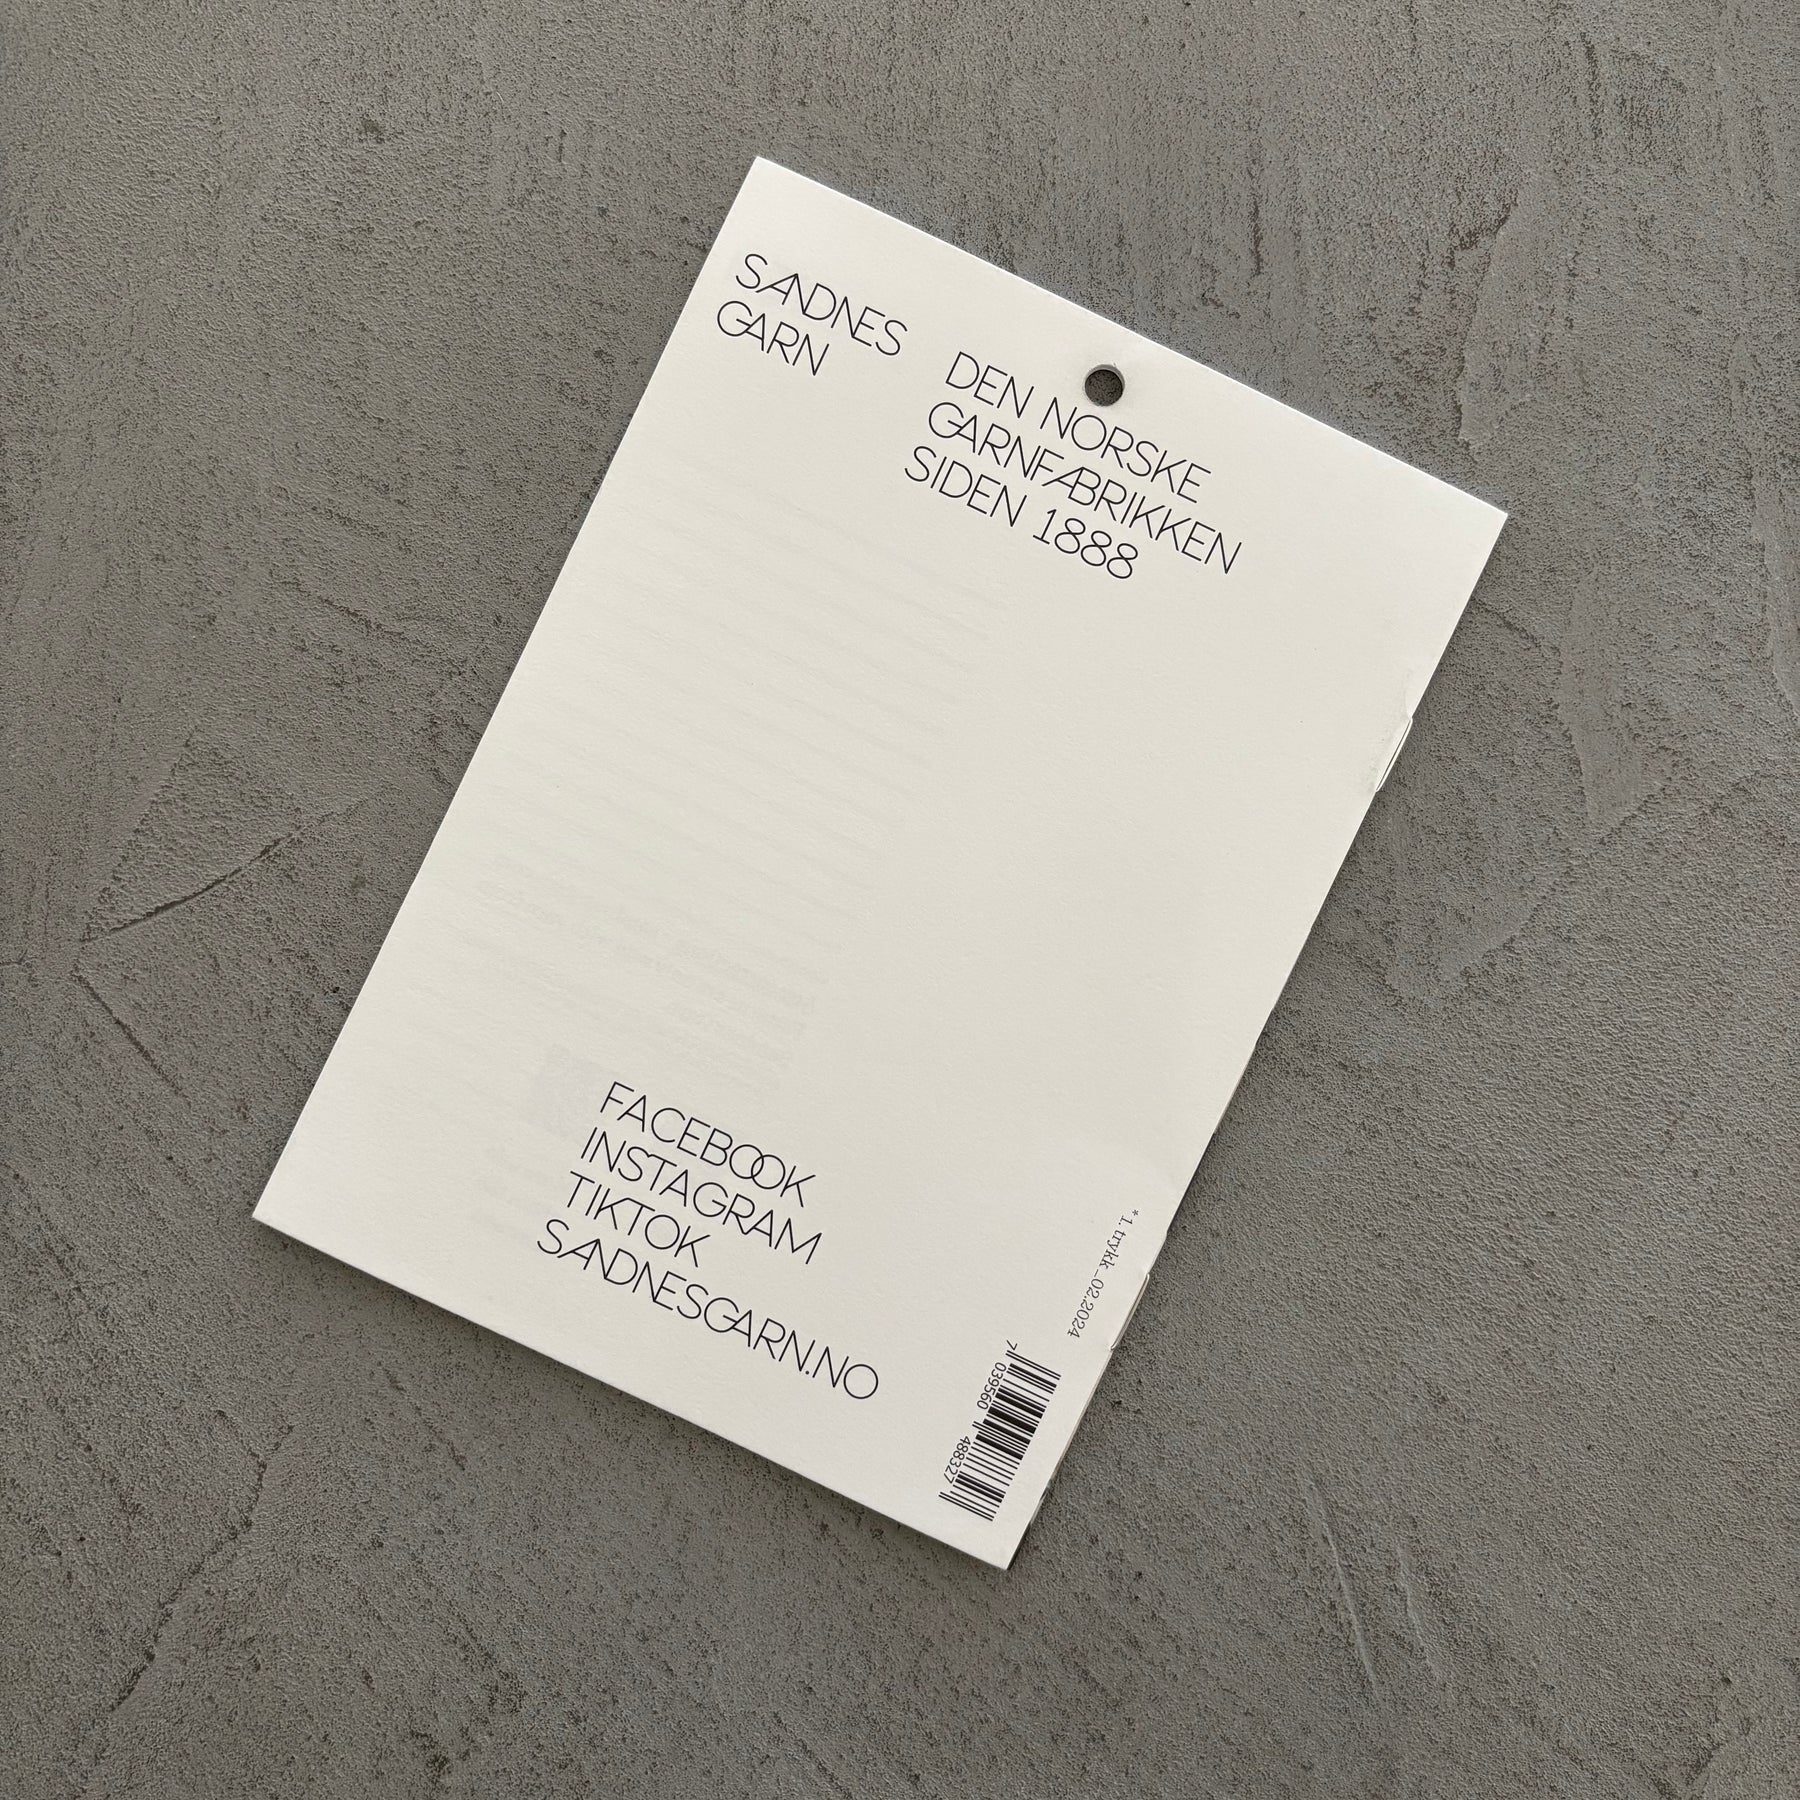 SANDNES
GARN
DEN NORSKE
GARNFABRIKKEN
SIDEN 1888
FACEBOOK
INSTAGRAM
TIKTOK
SANDNESGARN.NO
*1. trykk_02.2024
7 039560 488327